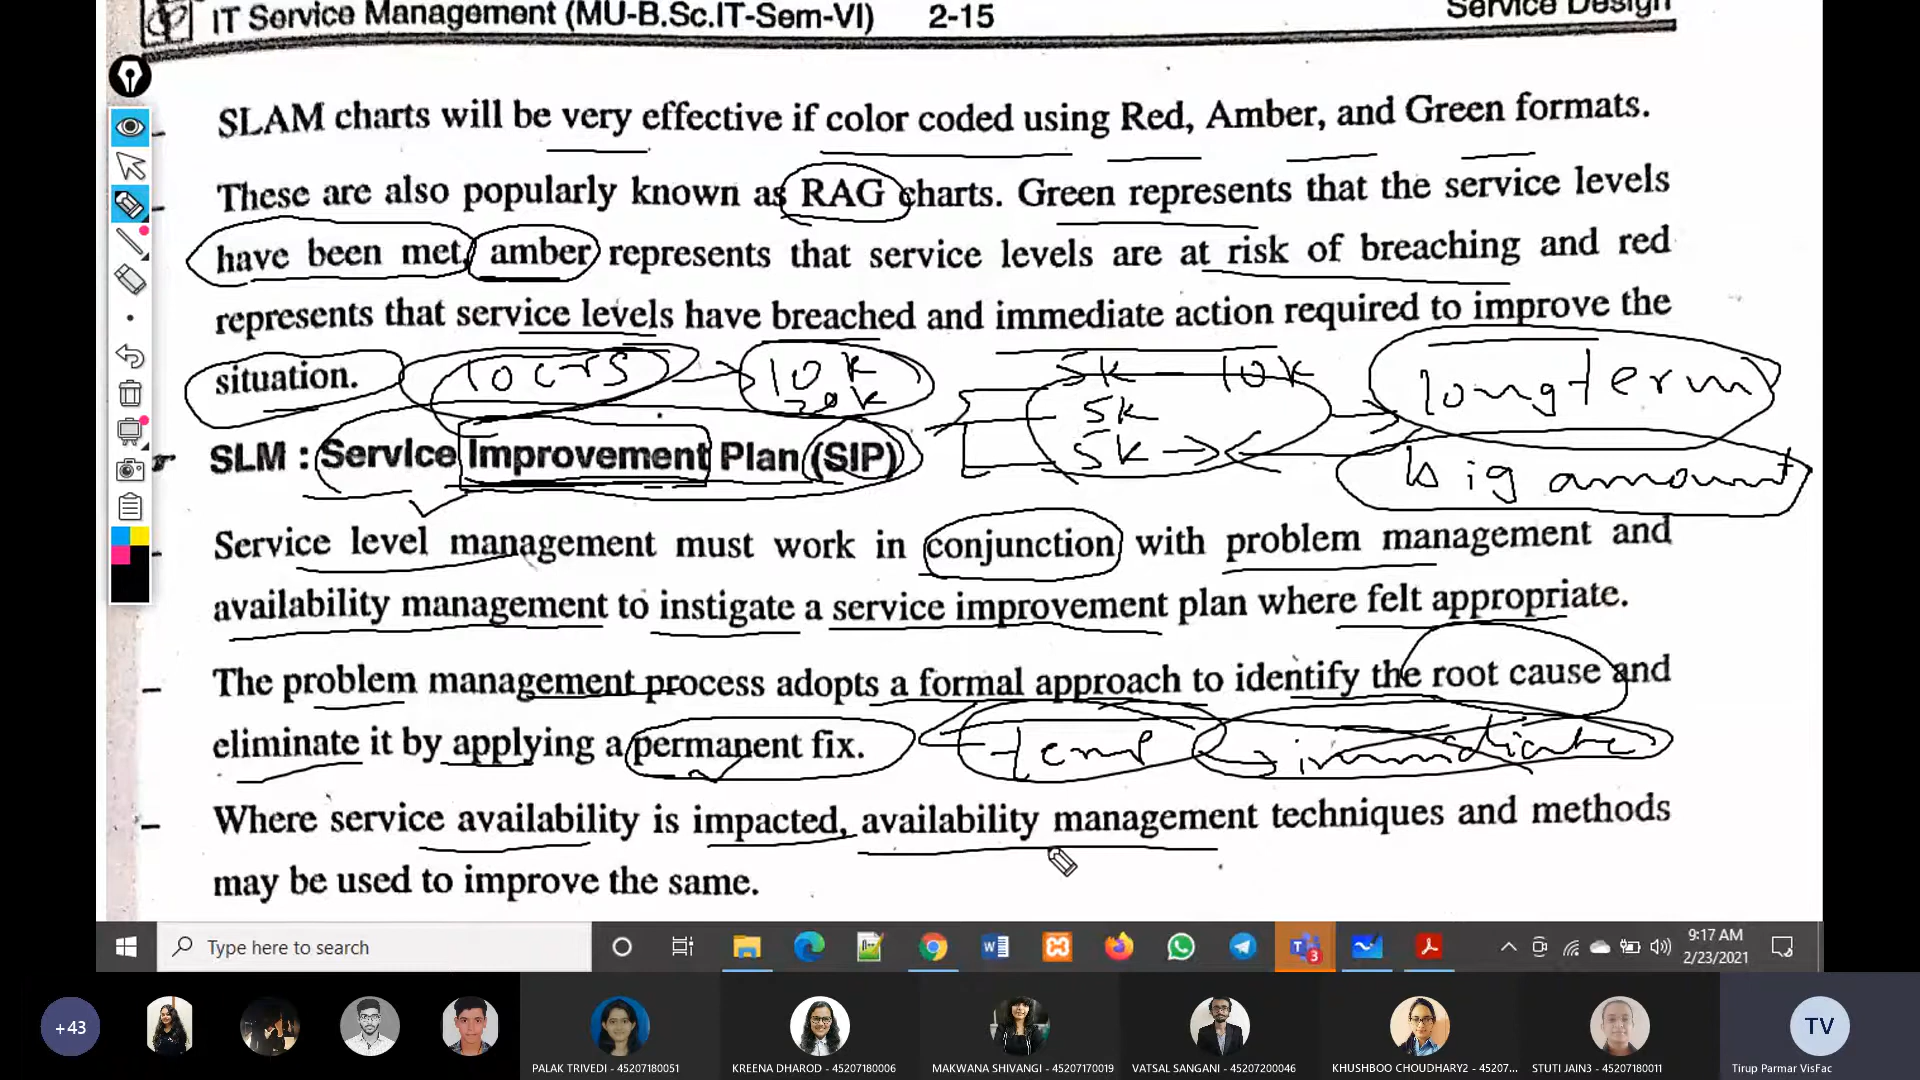 IT Service Management (MU-B.Sc.IT-Sem-VI) 2-15 Service Design
SLAM charts will be very effective if color coded using Red, Amber, and Green formats.
These are also popularly known as RAG charts. Green represents that the service levels
have been met, amber represents that service levels are at risk of breaching and red
represents that service levels have breached and immediate action required to improve the
situation. 10 crs 10 k 5k - 10k long term
20k 5k
SLM : Service Improvement Plan (SIP) 5k big amount
Service level management must work in conjunction with problem management and
availability management to instigate a service improvement plan where felt appropriate.
The problem management process adopts a formal approach to identify the root cause and
eliminate it by applying a permanent fix. temp immediate
Where service availability is impacted, availability management techniques and methods
may be used to improve the same.
Type here to search
3
9:17 AM
2/23/2021
+43
TV
PALAK TRIVEDI - 45207180051
KREENA DHAROD - 45207180006
MAKWANA SHIVANGI - 45207170019
VATSAL SANGANI - 45207200046
KHUSHBOO CHOUDHARY2 - 45207...
STUTI JAIN3 - 45207180011
Tirup Parmar VisFac